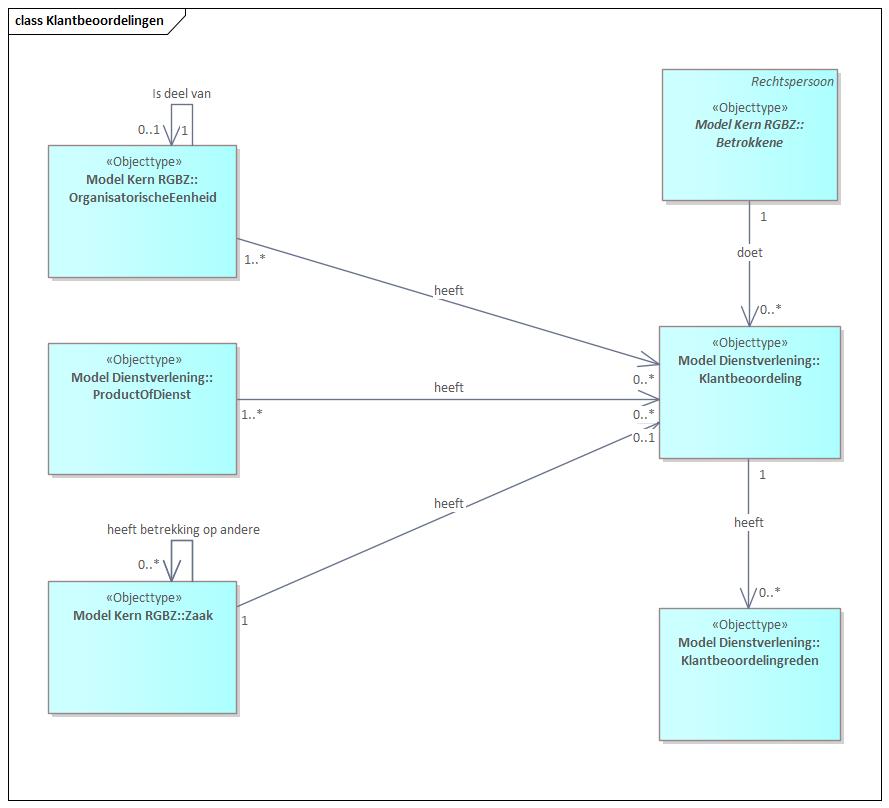 class Klantbeoordelingen
Is deel van
0..1
1
«Objecttype»
Model Kern RGBZ::
OrganisatorischeEenheid
1..*
heeft
0..*
Rechtspersoon
«Objecttype»
Model Kern RGBZ::
Betrokkene
1
doet
0..*
«Objecttype»
Model Dienstverlening::
ProductOfDienst
1..*
heeft
0..*
«Objecttype»
Model Dienstverlening::
Klantbeoordeling
heeft betrekking op andere
0..*
«Objecttype»
Model Kern RGBZ::Zaak
1
heeft
0..1
1
heeft
0..*
«Objecttype»
Model Dienstverlening::
Klantbeoordelingreden